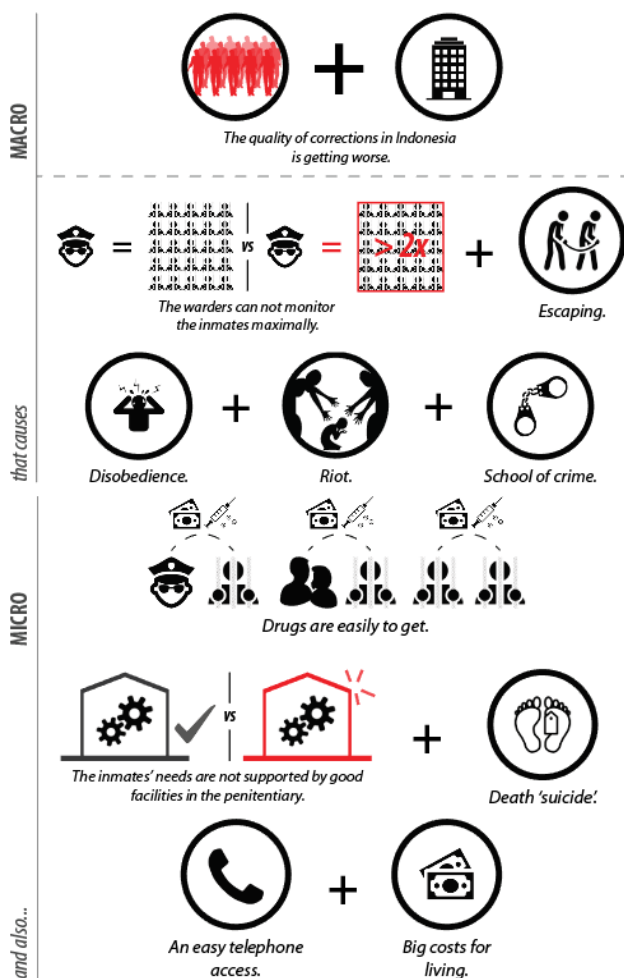 MACRO
The quality of corrections in Indonesia
is getting worse.
that causes
= vs = > 2x +
The warders can not monitor
the inmates maximally.
Escaping.
+ +
Disobedience.
Riot.
School of crime.
MICRO
Drugs are easily to get.
vs
The inmates’ needs are not supported by good
facilities in the penitentiary.
+
Death ‘suicide’.
and also...
+
An easy telephone
access.
Big costs for
living.